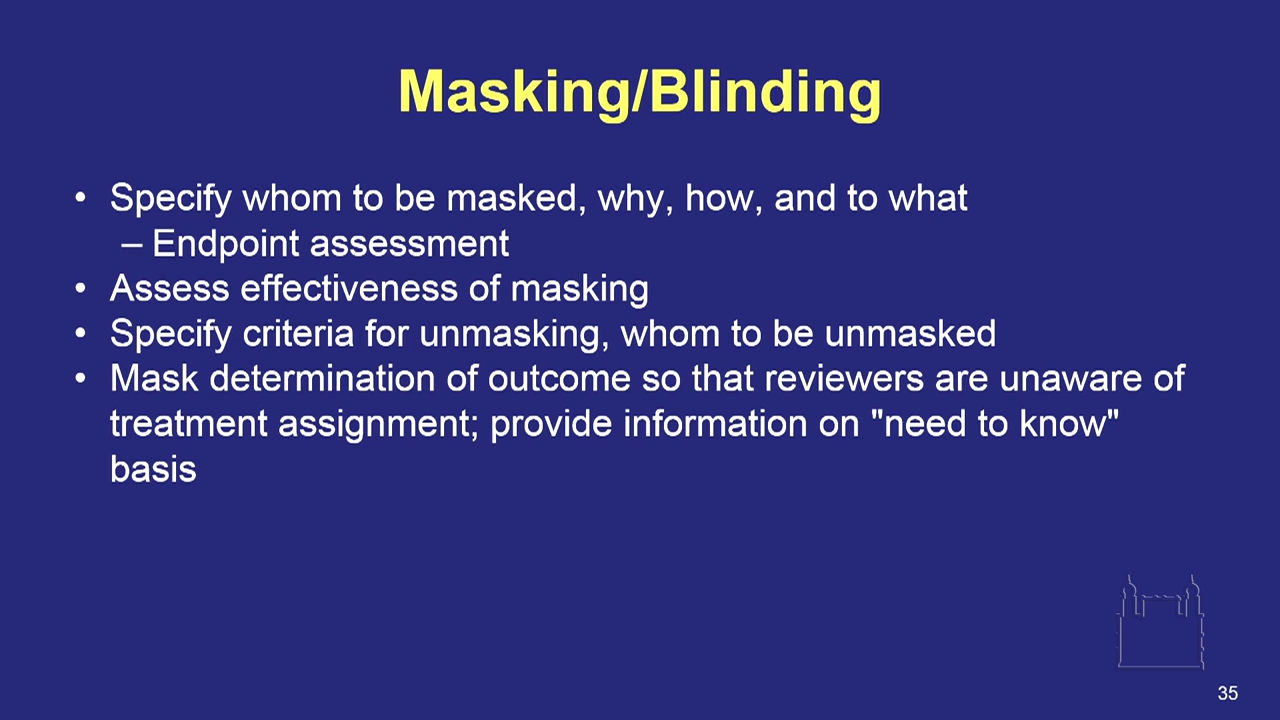 Masking/Blinding
• Specify whom to be masked, why, how, and to what
– Endpoint assessment
• Assess effectiveness of masking
• Specify criteria for unmasking, whom to be unmasked
• Mask determination of outcome so that reviewers are unaware of
treatment assignment; provide information on "need to know"
basis
35